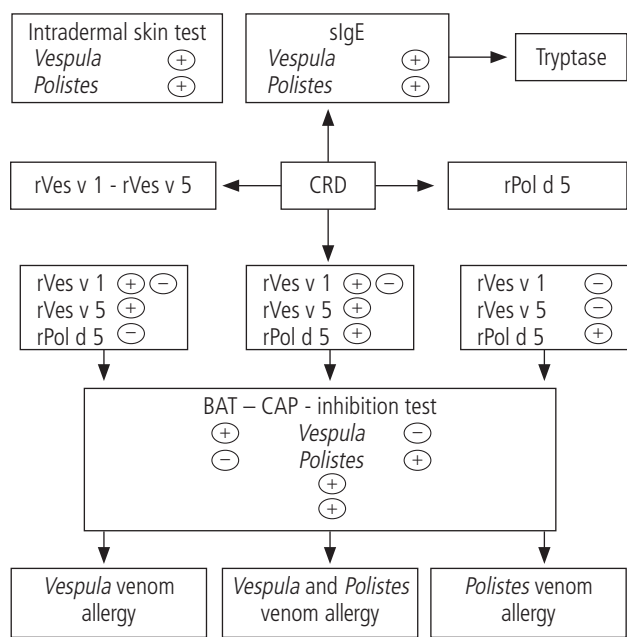 Intradermal skin test
Vespula +
Polistes +
sIgE
Vespula +
Polistes +
Tryptase
rVes v 1 - rVes v 5
CRD
rPol d 5
rVes v 1 + −
rVes v 5 +
rPol d 5 −
rVes v 1 + −
rVes v 5 +
rPol d 5 +
rVes v 1 −
rVes v 5 −
rPol d 5 +
BAT – CAP - inhibition test
+ Vespula −
− Polistes +
+
+
Vespula venom
allergy
Vespula and Polistes
venom allergy
Polistes venom
allergy